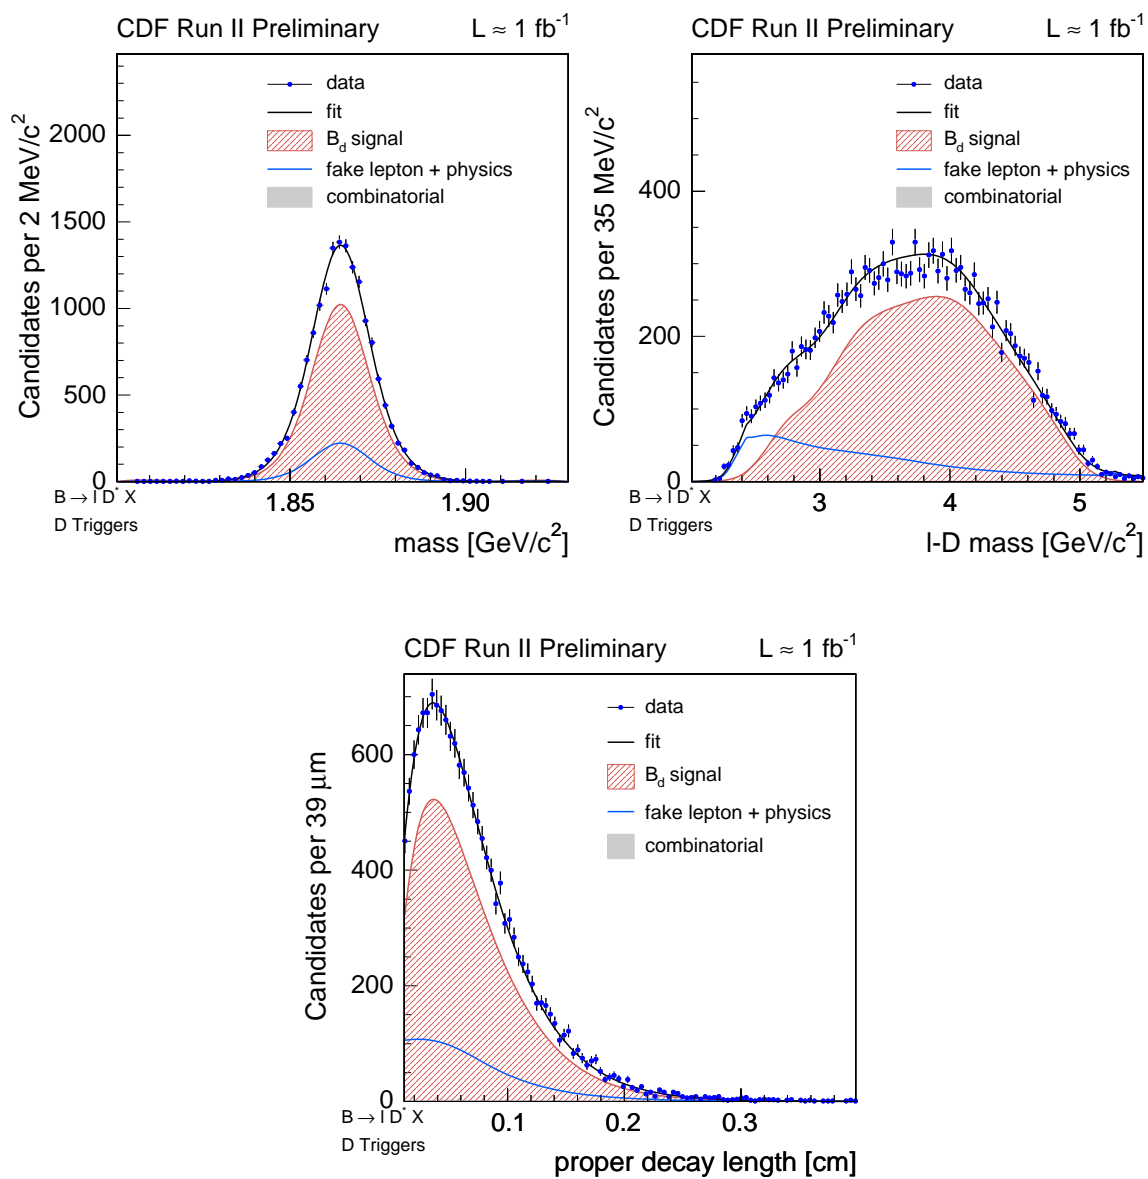 CDF Run II Preliminary L ≈ 1 fb⁻¹
data
fit
B_d signal
fake lepton + physics
combinatorial
Candidates per 2 MeV/c²
2000
1500
1000
500
0
1.85 1.90
B → l D* X
D Triggers
mass [GeV/c²]
CDF Run II Preliminary L ≈ 1 fb⁻¹
data
fit
B_d signal
fake lepton + physics
combinatorial
Candidates per 35 MeV/c²
400
200
0
3 4 5
B → l D* X
D Triggers
l-D mass [GeV/c²]
CDF Run II Preliminary L ≈ 1 fb⁻¹
data
fit
B_d signal
fake lepton + physics
combinatorial
Candidates per 39 μm
600
400
200
0
0.1 0.2 0.3
B → l D* X
D Triggers
proper decay length [cm]